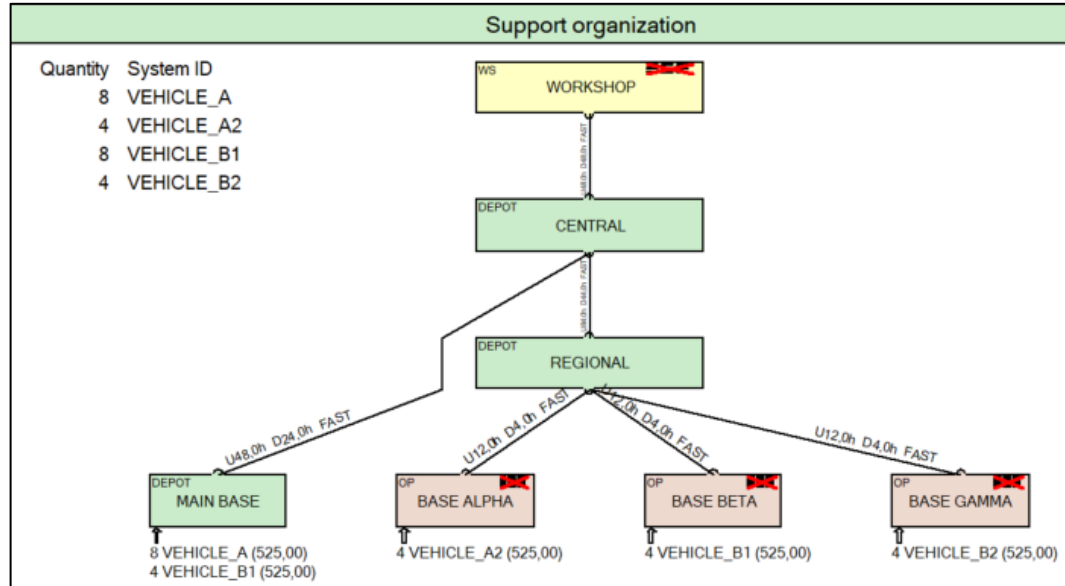 Support organization
Quantity System ID
8 VEHICLE_A
4 VEHICLE_A2
8 VEHICLE_B1
4 VEHICLE_B2
WS
WORKSHOP
U48,0h D48,0h FAST
DEPOT
CENTRAL
FAST
DEPOT
REGIONAL
U48,0h D24,0h FAST
U12,0h D4,0h FAST
U12,0h D4,0h FAST
U12,0h D4,0h FAST
DEPOT
MAIN BASE
8 VEHICLE_A (525,00)
4 VEHICLE_B1 (525,00)
OP
BASE ALPHA
4 VEHICLE_A2 (525,00)
OP
BASE BETA
4 VEHICLE_B1 (525,00)
OP
BASE GAMMA
4 VEHICLE_B2 (525,00)